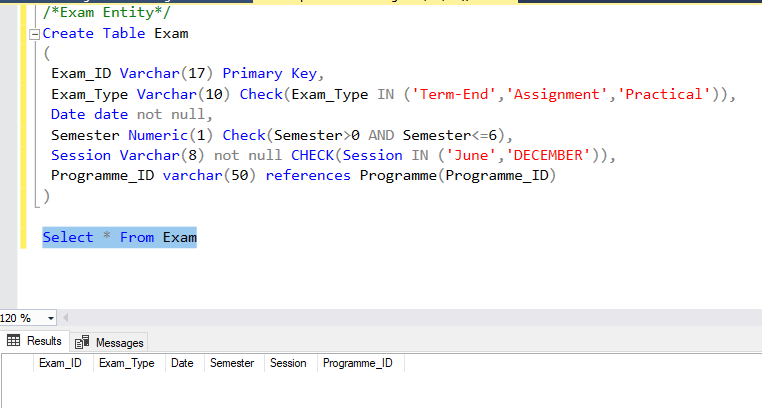 /*Exam Entity*/
Create Table Exam
(
Exam_ID Varchar(17) Primary Key,
Exam_Type Varchar(10) Check(Exam_Type IN ('Term-End','Assignment','Practical')),
Date date not null,
Semester Numeric(1) Check(Semester>0 AND Semester<=6),
Session Varchar(8) not null CHECK(Session IN ('June','DECEMBER')),
Programme_ID varchar(50) references Programme(Programme_ID)
)
Select * From Exam
120 %
Results Messages
Exam_ID Exam_Type Date Semester Session Programme_ID